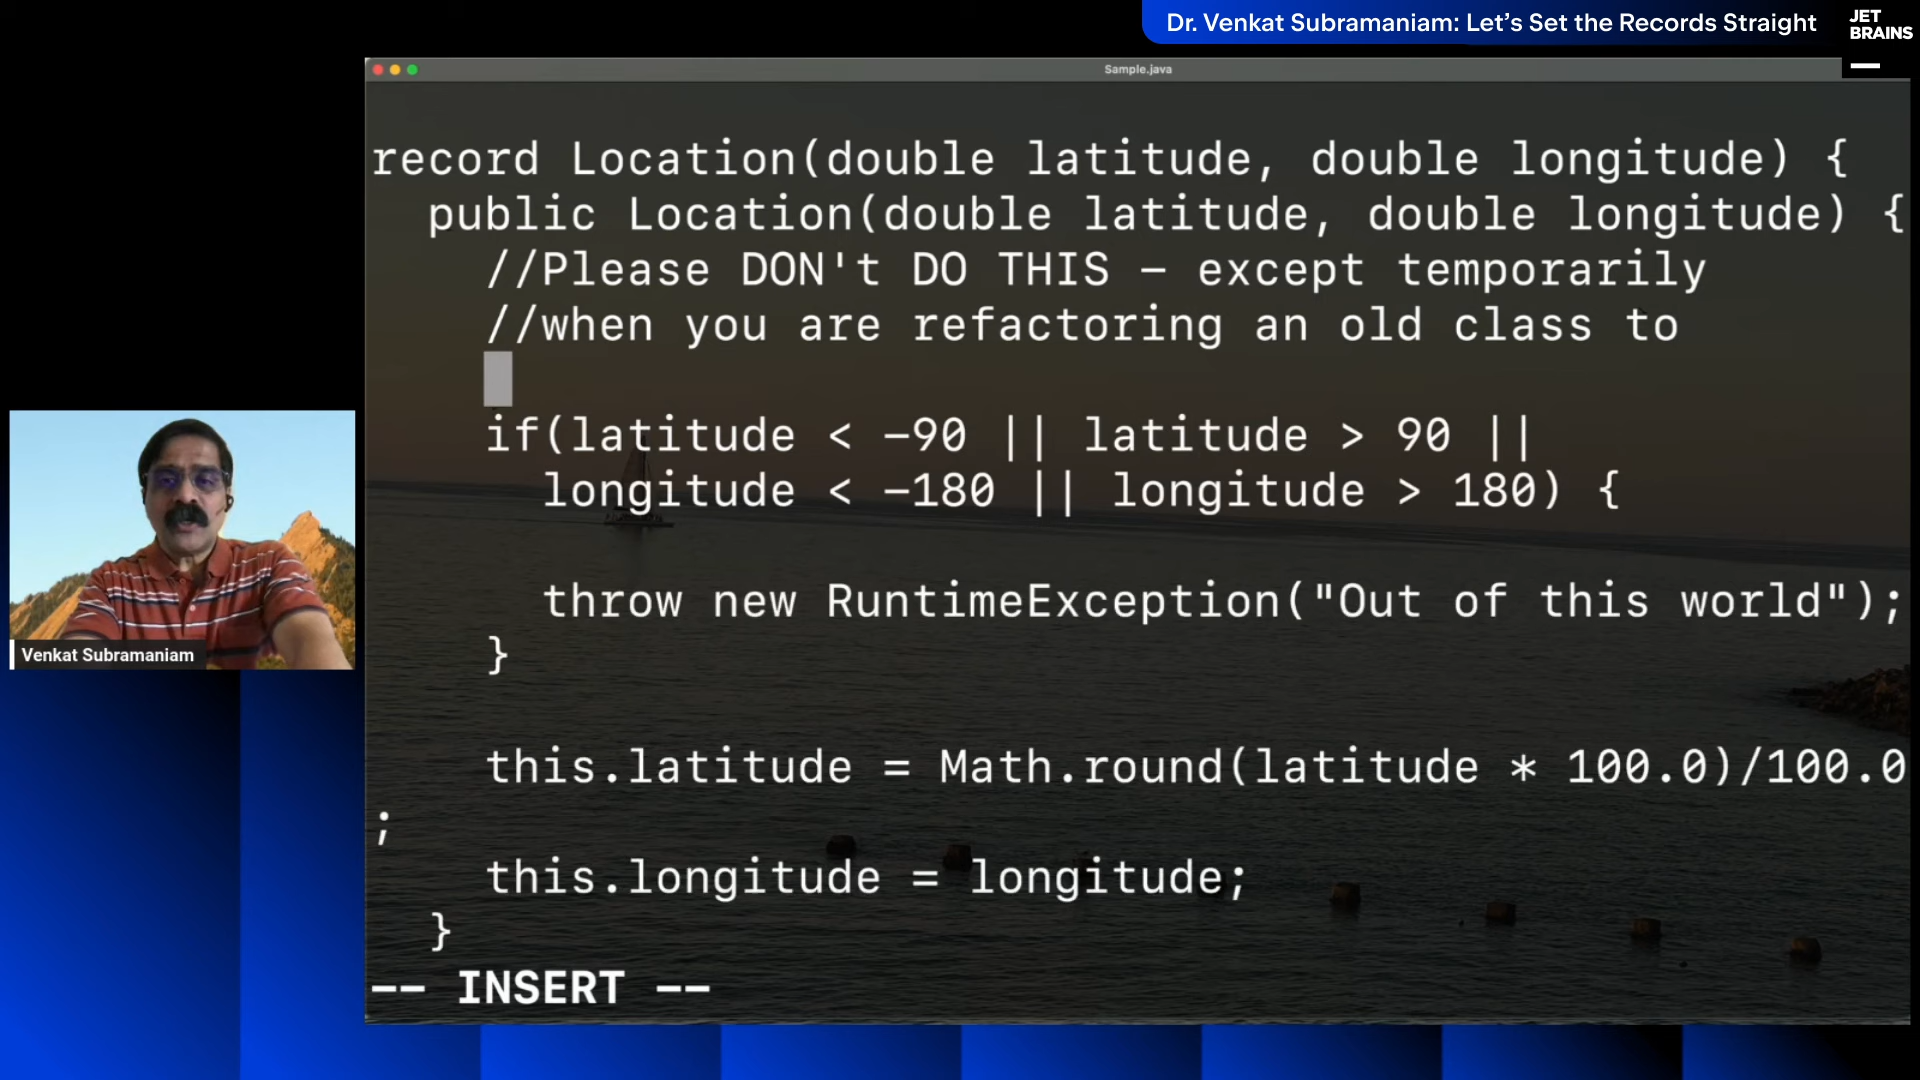 Dr. Venkat Subramaniam: Let’s Set the Records Straight
JET
BRAINS
Sample.java
record Location(double latitude, double longitude) {
  public Location(double latitude, double longitude) {
    //Please DON't DO THIS – except temporarily
    //when you are refactoring an old class to
    if(latitude < -90 || latitude > 90 ||
      longitude < -180 || longitude > 180) {
      throw new RuntimeException("Out of this world");
    }
    this.latitude = Math.round(latitude * 100.0)/100.0
;
    this.longitude = longitude;
  }
-- INSERT --
Venkat Subramaniam